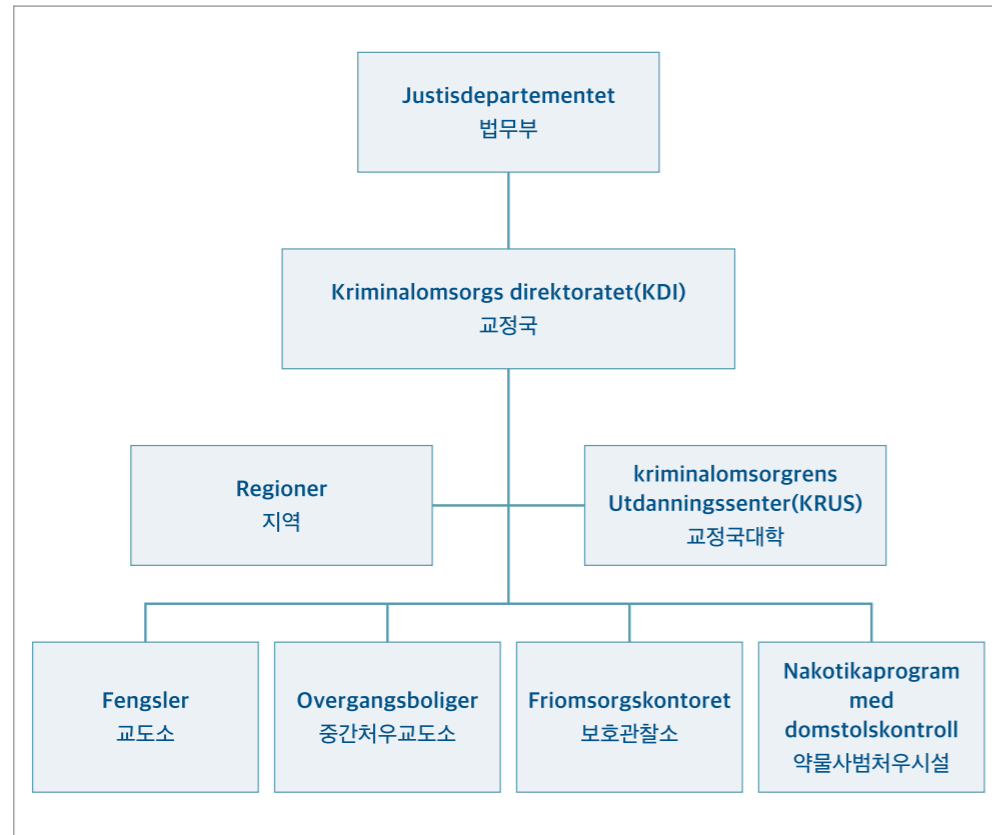 Justisdepartementet
법무부
Kriminalomsorgs direktoratet(KDI)
교정국
Regioner
지역
kriminalomsorgrens
Utdanningssenter(KRUS)
교정국대학
Fengsler
교도소
Overgangsboliger
중간처우교도소
Friomsorgskontoret
보호관찰소
Nakotikaprogram
med
domstolskontroll
약물사범처우시설